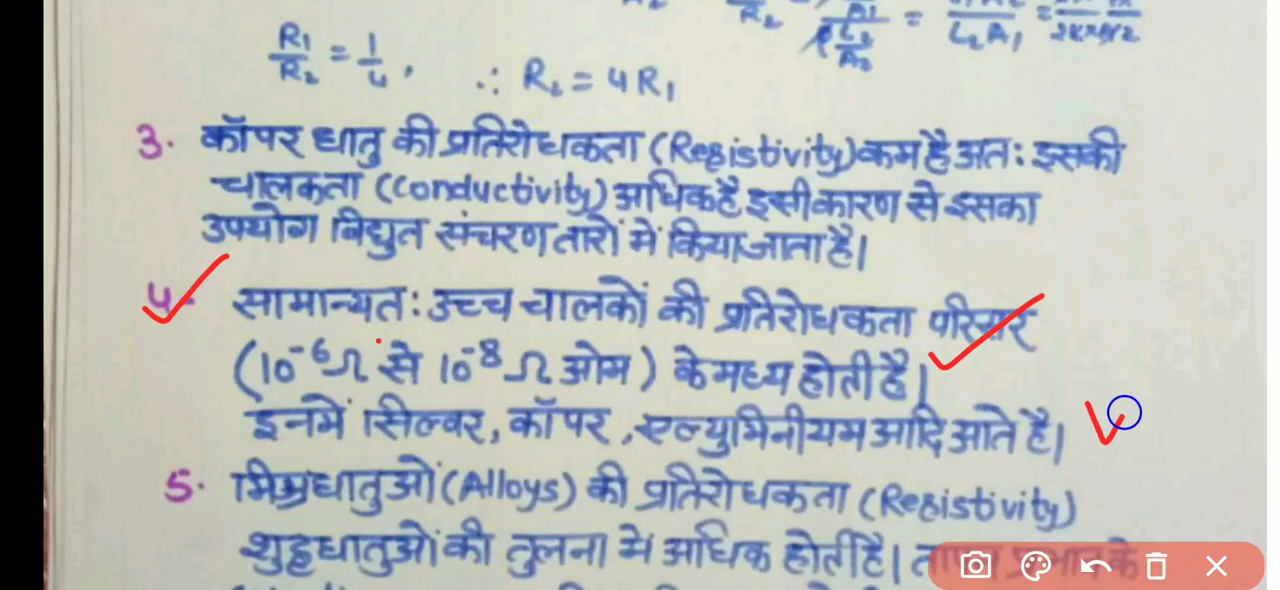 R₁/R₂ = 1/4, ∴ R₂ = 4R₁
3. कॉपर धातु की प्रतिरोधकता (Resistivity) कम है अतः इसकी
चालकता (Conductivity) अधिक है इसी कारण से इसका
उपयोग विद्युत संचरण तारों में किया जाता है।
4. सामान्यतः उच्च चालकों की प्रतिरोधकता परिसर
(10⁻⁶Ω से 10⁻⁸Ω ओम) के मध्य होती है।
इनमें सिल्वर, कॉपर, एल्युमिनीयम आदि आते है।
5. मिश्रधातुओं (Alloys) की प्रतिरोधकता (Resistivity)
शुद्ध धातुओं की तुलना में अधिक होती है।